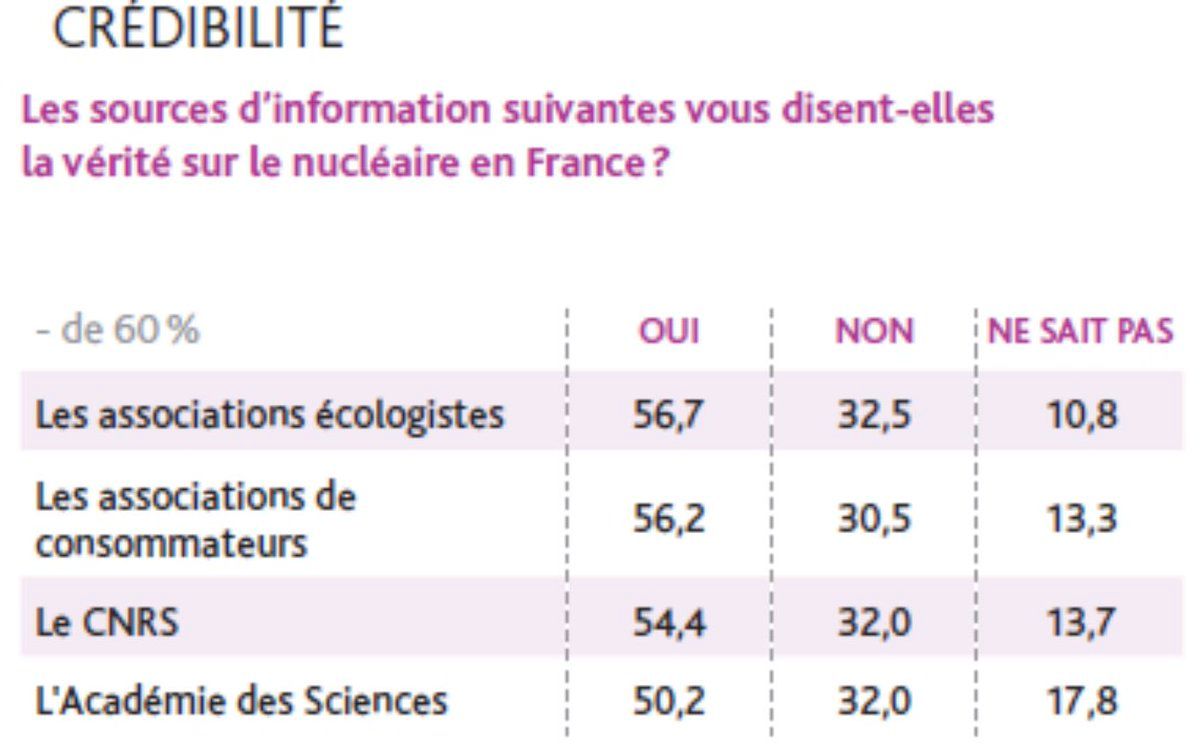 CRÉDIBILITÉ
Les sources d’information suivantes vous disent-elles
la vérité sur le nucléaire en France ?
- de 60 % OUI NON NE SAIT PAS
Les associations écologistes 56,7 32,5 10,8
Les associations de
consommateurs 56,2 30,5 13,3
Le CNRS 54,4 32,0 13,7
L'Académie des Sciences 50,2 32,0 17,8